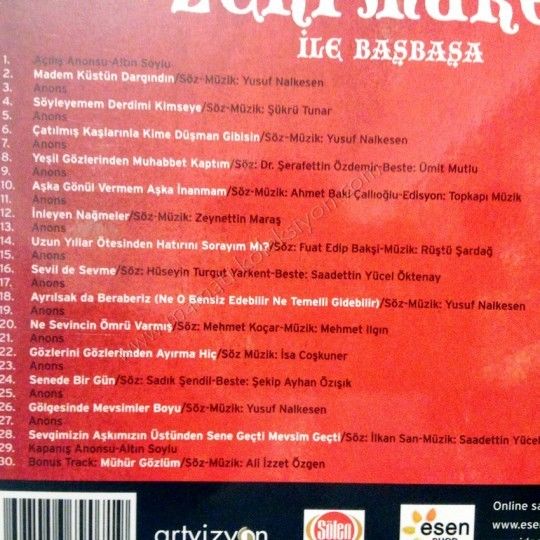 İLE BAŞBAŞA
1. Açılış Anonsu-Altın Soylu
2. Madem Küstün Dargındın/Söz-Müzik: Yusuf Nalkesen
3. Anons
4. Söyleyemem Derdimi Kimseye/Söz-Müzik: Şükrü Tunar
5. Anons
6. Çatılmış Kaşlarınla Kime Düşman Gibisin/Söz-Müzik: Yusuf Nalkesen
7. Anons
8. Yeşil Gözlerinden Muhabbet Kaptım/Söz: Dr. Şerafettin Özdemir-Beste: Ümit Mutlu
9. Anons
10. Aşka Gönül Vermem Aşka İnanmam/Söz-Müzik: Ahmet Baki Çallıoğlu-Edisyon: Topkapı Müzik
11. Anons
12. İnleyen Nağmeler/Söz-Müzik: Zeynettin Maraş
13. Anons
14. Uzun Yıllar Ötesinden Hatırını Sorayım Mı?/Söz: Fuat Edip Bakşi-Müzik: Rüştü Şardağ
15. Anons
16. Sevil de Sevme/Söz: Hüseyin Turgut Yarkent-Beste: Saadettin Yücel Öktenay
17. Anons
18. Ayrılsak da Beraberiz (Ne O Bensiz Edebilir Ne Temelli Gidebilir)/Söz-Müzik: Yusuf Nalkesen
19. Anons
20. Ne Sevincin Ömrü Varmış/Söz: Mehmet Koçar-Müzik: Mehmet Ilgın
21. Anons
22. Gözlerini Gözlerimden Ayırma Hiç/Söz Müzik: İsa Coşkuner
23. Anons
24. Senede Bir Gün/Söz: Sadık Şendil-Beste: Şekip Ayhan Özışık
25. Anons
26. Gölgesinde Mevsimler Boyu/Söz-Müzik: Yusuf Nalkesen
27. Anons
28. Sevgimizin Aşkımızın Üstünden Sene Geçti Mevsim Geçti/Söz: İlkan San-Müzik: Saadettin Yücel
29. Kapanış Anonsu-Altın Soylu
30. Bonus Track: Mühür Gözlüm/Söz-Müzik: Ali İzzet Özgen
artvizyon
Şölen
esen
SHOP
Online